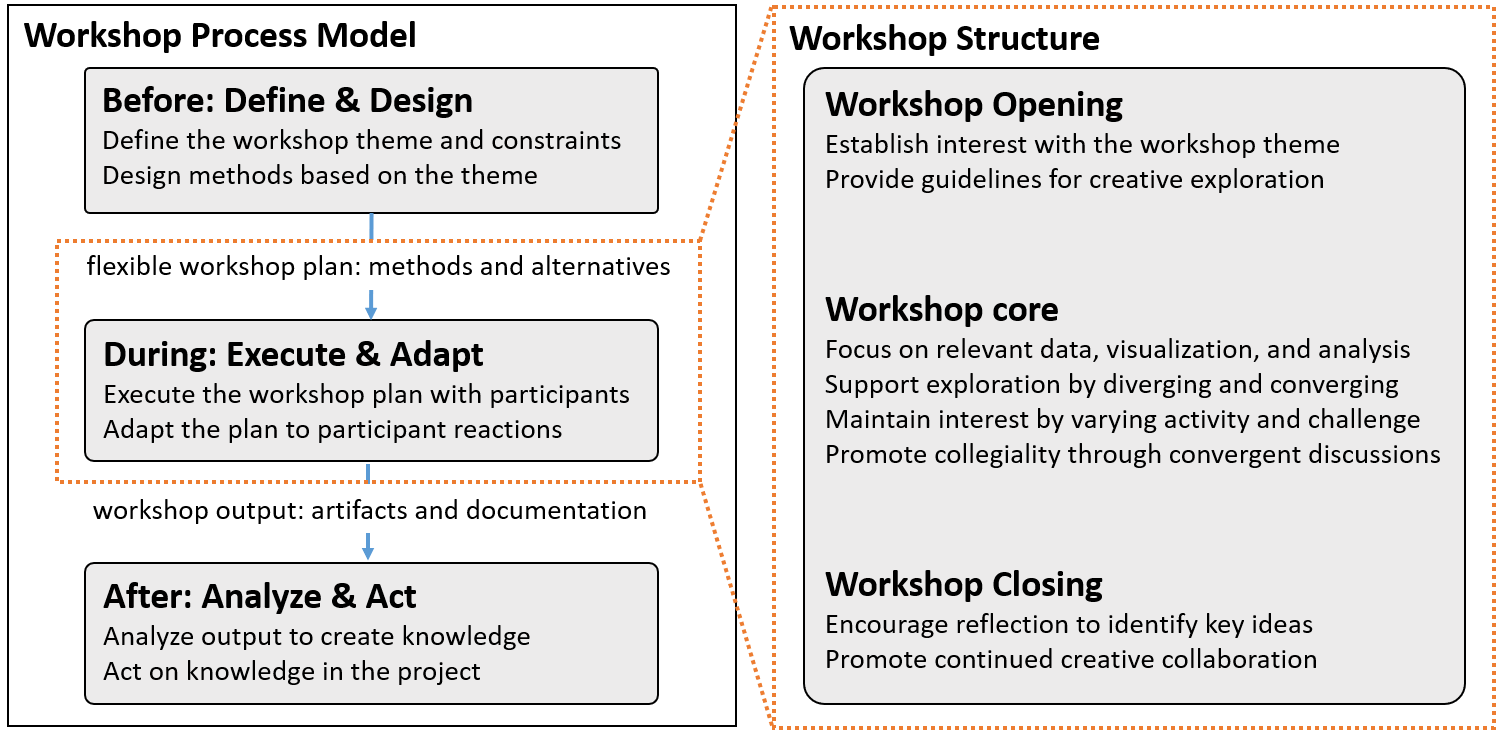 Workshop Process Model
Before: Define & Design
Define the workshop theme and constraints
Design methods based on the theme
flexible workshop plan: methods and alternatives
During: Execute & Adapt
Execute the workshop plan with participants
Adapt the plan to participant reactions
workshop output: artifacts and documentation
After: Analyze & Act
Analyze output to create knowledge
Act on knowledge in the project
Workshop Structure
Workshop Opening
Establish interest with the workshop theme
Provide guidelines for creative exploration
Workshop core
Focus on relevant data, visualization, and analysis
Support exploration by diverging and converging
Maintain interest by varying activity and challenge
Promote collegiality through convergent discussions
Workshop Closing
Encourage reflection to identify key ideas
Promote continued creative collaboration